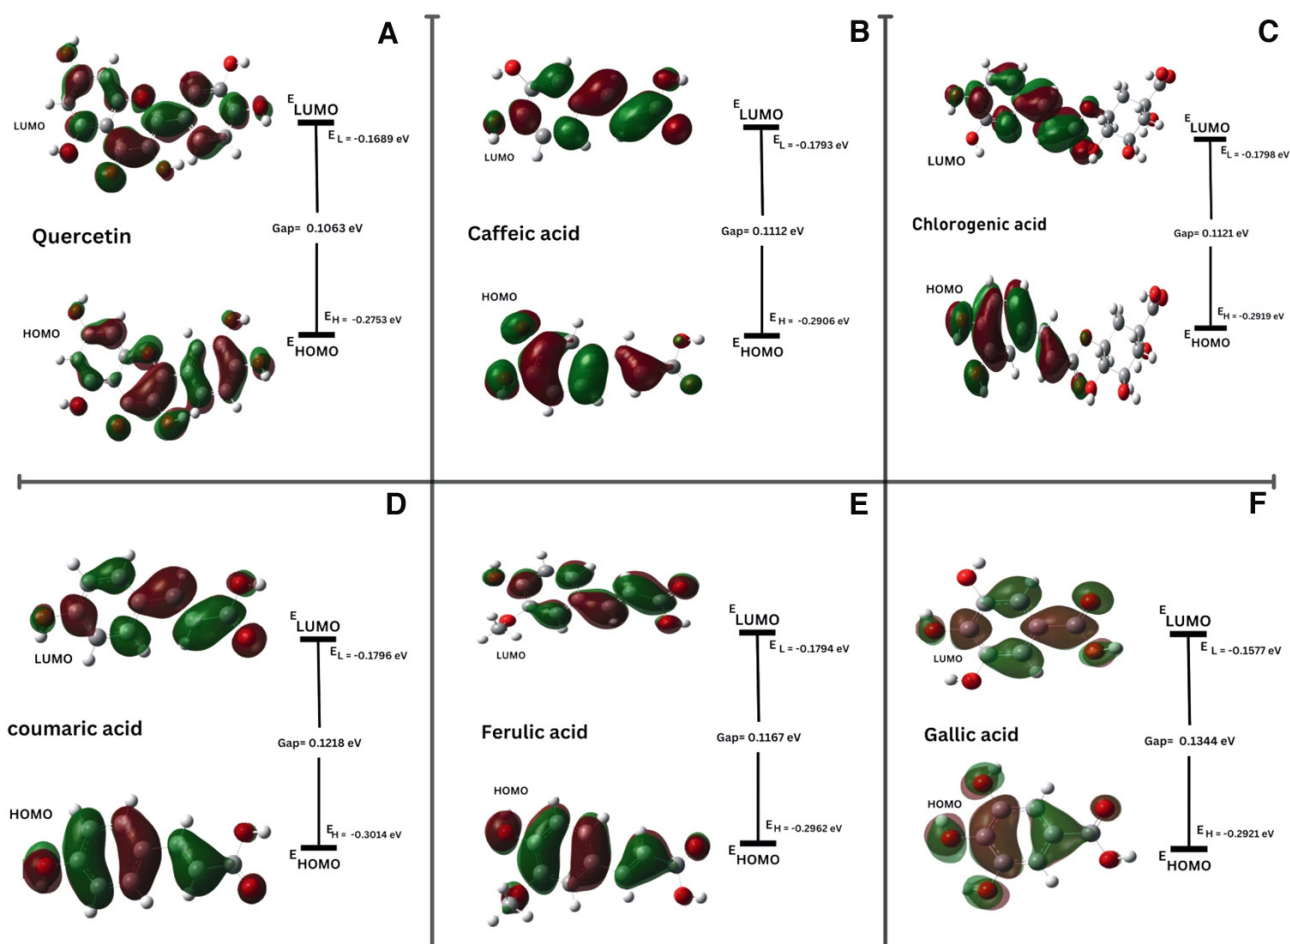 A
LUMO
E LUMO
E L = -0.1689 eV
Gap= 0.1063 eV
Quercetin
HOMO
E H = -0.2753 eV
E HOMO
B
LUMO
E LUMO
E L = -0.1793 eV
Gap= 0.1112 eV
Caffeic acid
HOMO
E H = -0.2906 eV
E HOMO
C
LUMO
E LUMO
E L = -0.1798 eV
Chlorogenic acid
Gap= 0.1121 eV
HOMO
E H = -0.2919 eV
E HOMO
D
LUMO
E LUMO
E L = -0.1796 eV
coumaric acid
Gap= 0.1218 eV
HOMO
E H = -0.3014 eV
E HOMO
E
LUMO
E LUMO
E L = -0.1794 eV
Ferulic acid
Gap= 0.1167 eV
HOMO
E H = -0.2962 eV
E HOMO
F
LUMO
E LUMO
E L = -0.1577 eV
Gallic acid
Gap= 0.1344 eV
HOMO
E H = -0.2921 eV
E HOMO